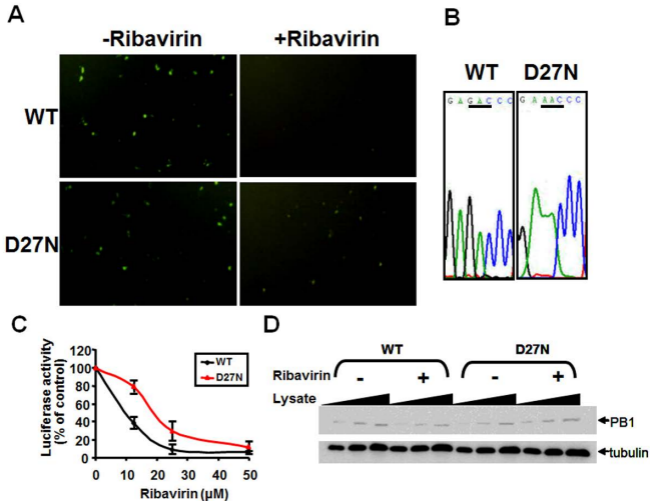 A
-Ribavirin
+Ribavirin
WT
D27N
B
WT
D27N
G A G A C C C
G A A A C C C
C
120
100
80
60
40
20
0
Luciferase activity
(% of control)
WT
D27N
0
10
20
30
40
50
Ribavirin (µM)
D
WT
D27N
Ribavirin
-
+
-
+
Lysate
PB1
tubulin